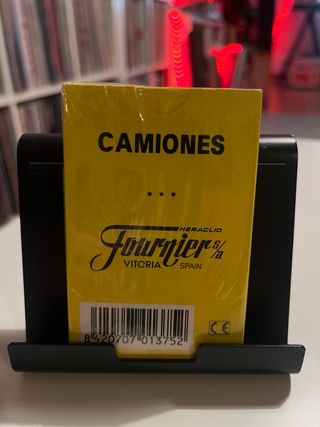 CAMIONES
***
HERACLIO
Fournier s/a
VITORIA SPAIN
8 420707 013752
CE